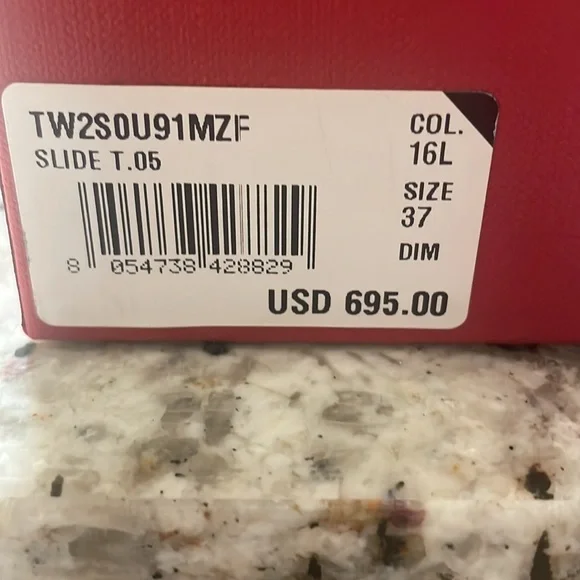 TW2S0U91MZF
SLIDE T.05
COL.
16L
SIZE
37
DIM
8 054738 428829
USD 695.00